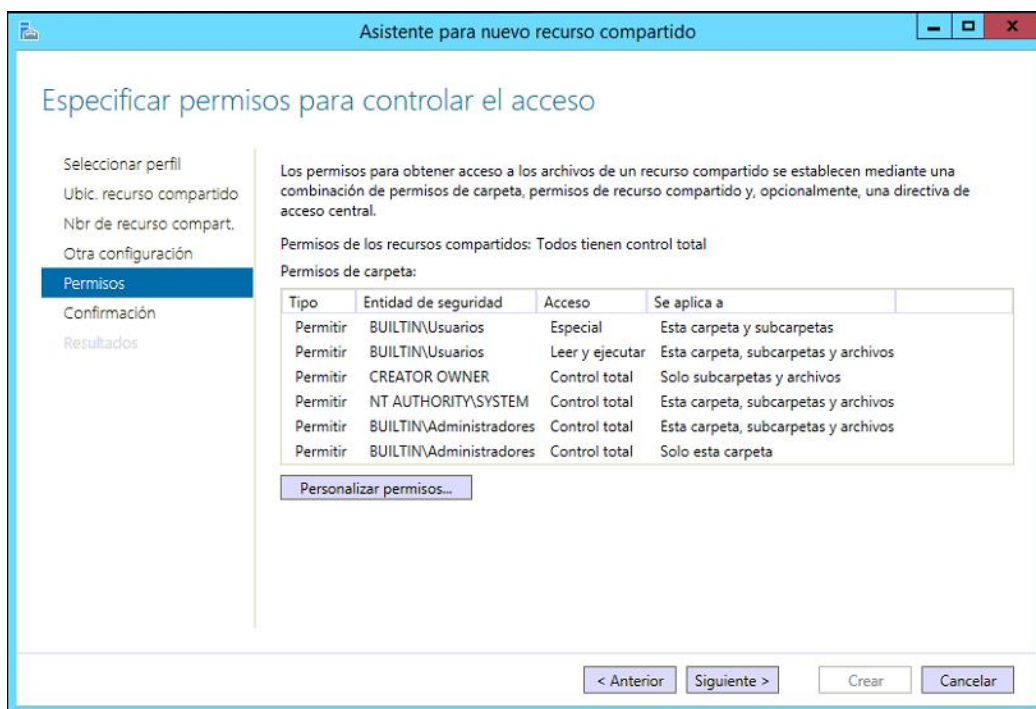 Asistente para nuevo recurso compartido
Especificar permisos para controlar el acceso
Seleccionar perfil
Ubic. recurso compartido
Nbr de recurso compart.
Otra configuración
Permisos
Confirmación
Resultados
Los permisos para obtener acceso a los archivos de un recurso compartido se establecen mediante una
combinación de permisos de carpeta, permisos de recurso compartido y, opcionalmente, una directiva de
acceso central.
Permisos de los recursos compartidos: Todos tienen control total
Permisos de carpeta:
Tipo Entidad de seguridad Acceso Se aplica a
Permitir BUILTIN\Usuarios Especial Esta carpeta y subcarpetas
Permitir BUILTIN\Usuarios Leer y ejecutar Esta carpeta, subcarpetas y archivos
Permitir CREATOR OWNER Control total Solo subcarpetas y archivos
Permitir NT AUTHORITY\SYSTEM Control total Esta carpeta, subcarpetas y archivos
Permitir BUILTIN\Administradores Control total Esta carpeta, subcarpetas y archivos
Permitir BUILTIN\Administradores Control total Solo esta carpeta
Personalizar permisos...
< Anterior Siguiente > Crear Cancelar